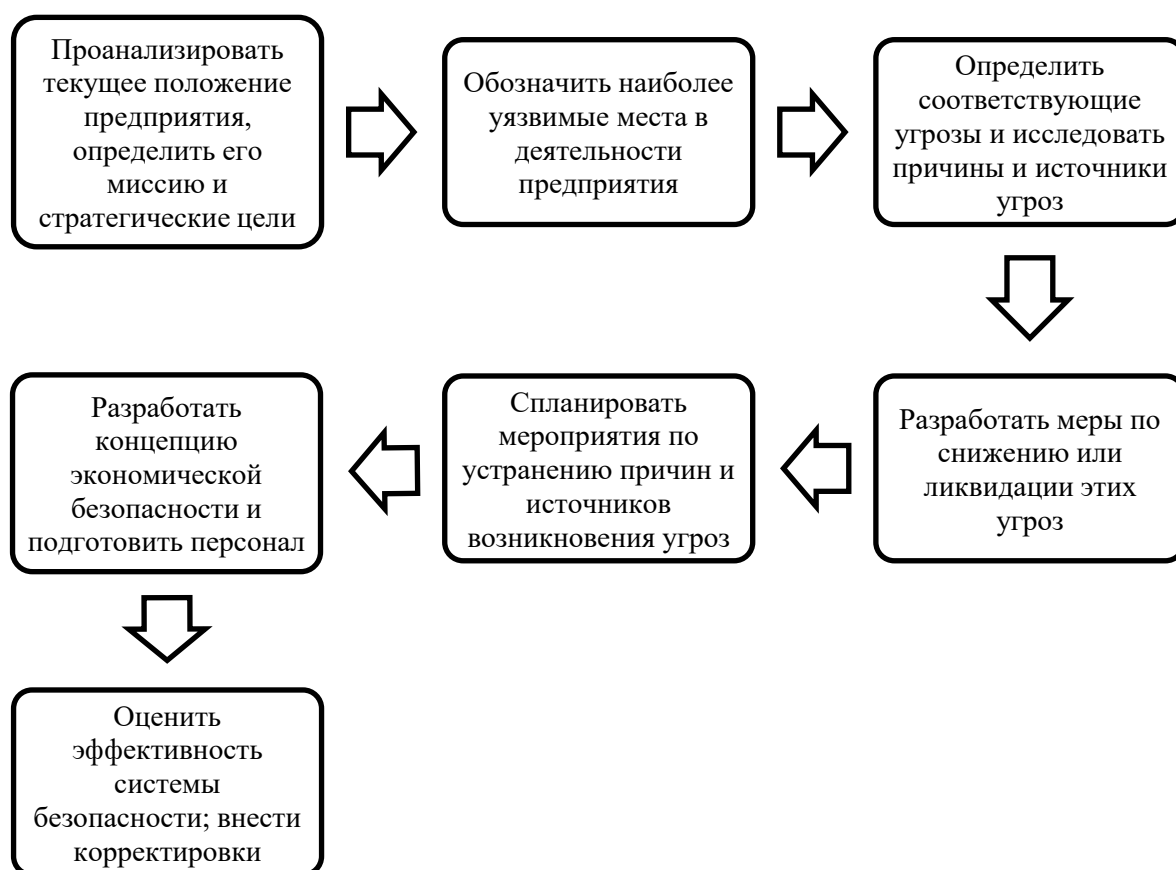 Проанализировать
текущее положение
предприятия,
определить его
миссию и
стратегические цели
Обозначить наиболее
уязвимые места в
деятельности
предприятия
Определить
соответствующие
угрозы и исследовать
причины и источники
угроз
Разработать меры по
снижению или
ликвидации этих
угроз
Спланировать
мероприятия по
устранению причин и
источников
возникновения угроз
Разработать
концепцию
экономической
безопасности и
подготовить персонал
Оценить
эффективность
системы
безопасности; внести
корректировки